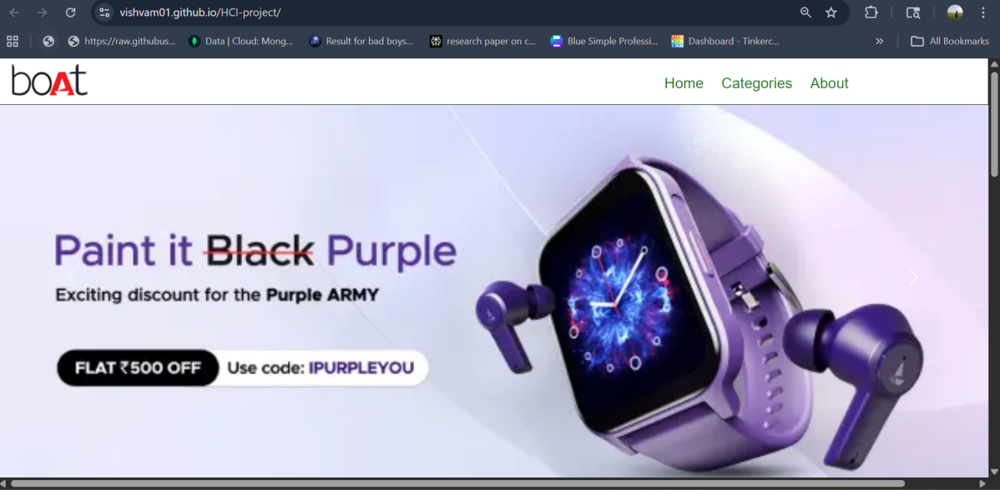 vishvam01.github.io/HCI-project/
https://raw.githubus...
Data | Cloud: Mong...
Result for bad boys...
research paper on c...
Blue Simple Professi...
Dashboard - Tinkerc...
»
All Bookmarks
boAt
Home
Categories
About
Paint it Black Purple
Exciting discount for the Purple ARMY
FLAT ₹500 OFF Use code: IPURPLEYOU